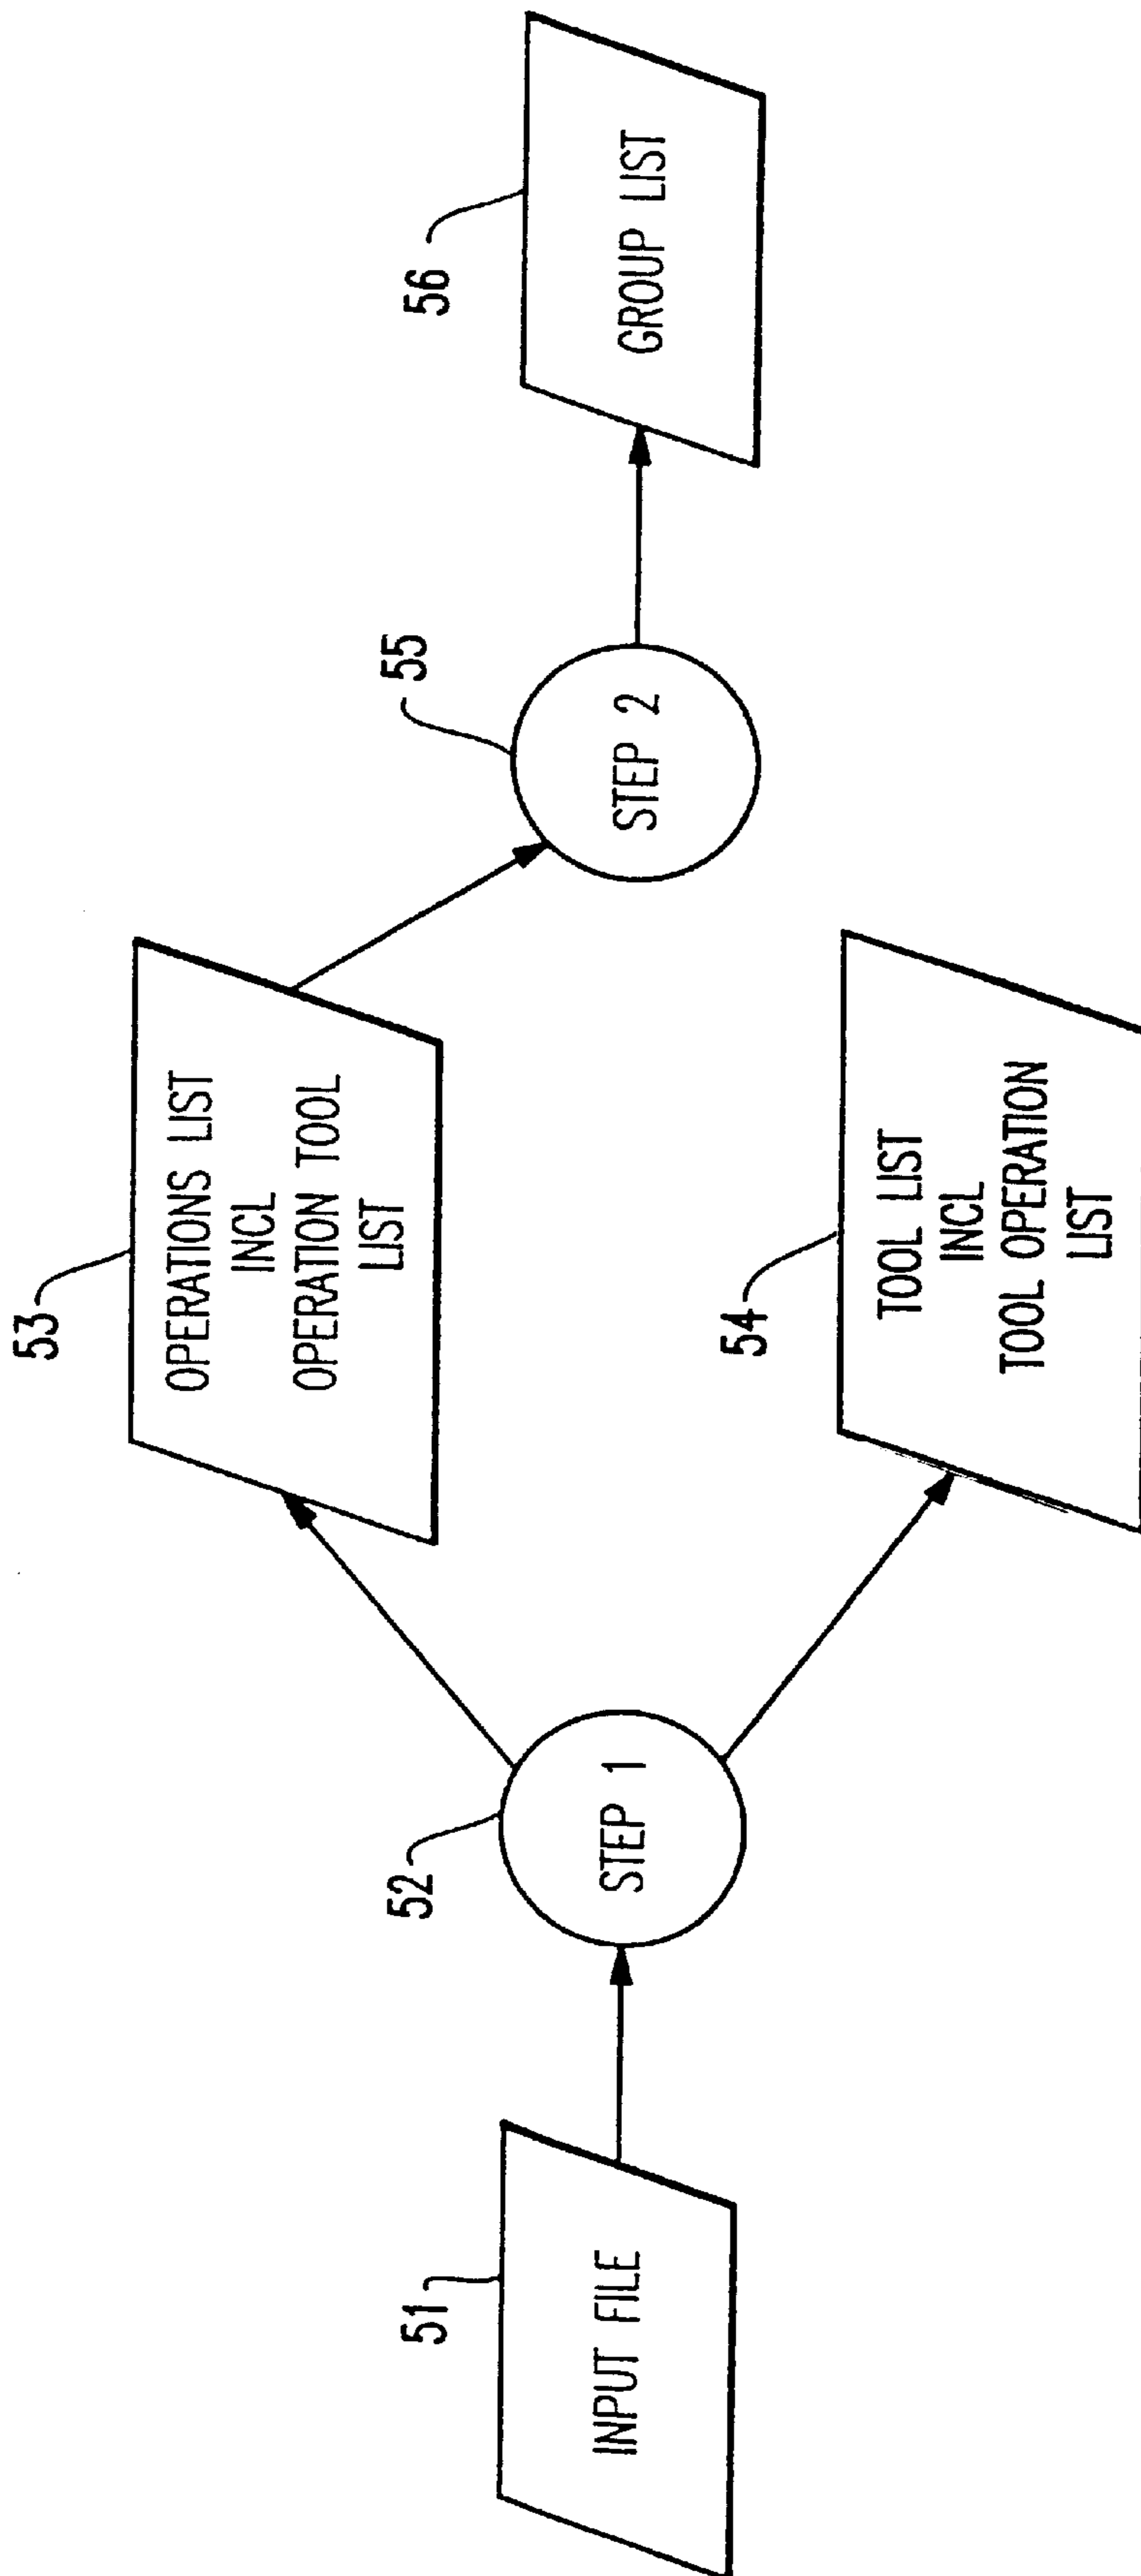 51
INPUT FILE
52
STEP 1
53
OPERATIONS LIST
INCL
OPERATION TOOL
LIST
54
TOOL LIST
INCL
TOOL OPERATION
LIST
55
STEP 2
56
GROUP LIST